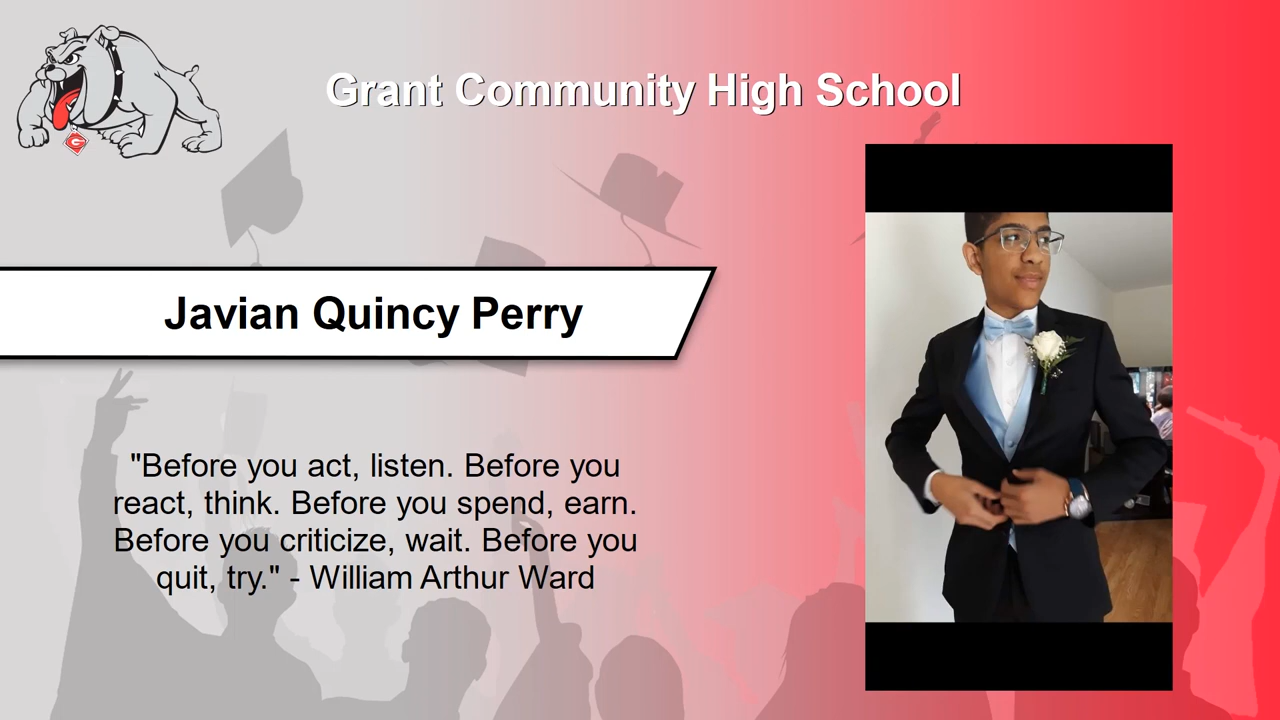 Grant Community High School
G
Javian Quincy Perry
"Before you act, listen. Before you
react, think. Before you spend, earn.
Before you criticize, wait. Before you
quit, try." - William Arthur Ward